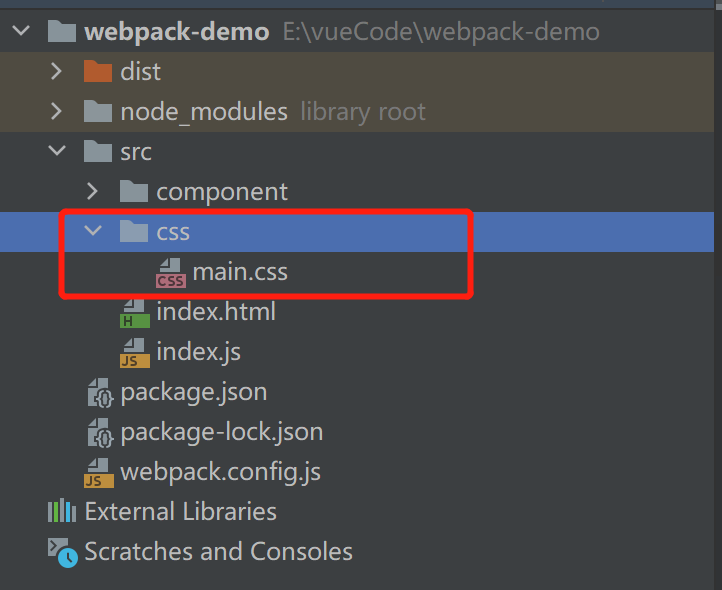 webpack-demo E:\vueCode\webpack-demo
dist
node_modules library root
src
component
css
CSS main.css
H index.html
JS index.js
package.json
package-lock.json
JS webpack.config.js
External Libraries
Scratches and Consoles